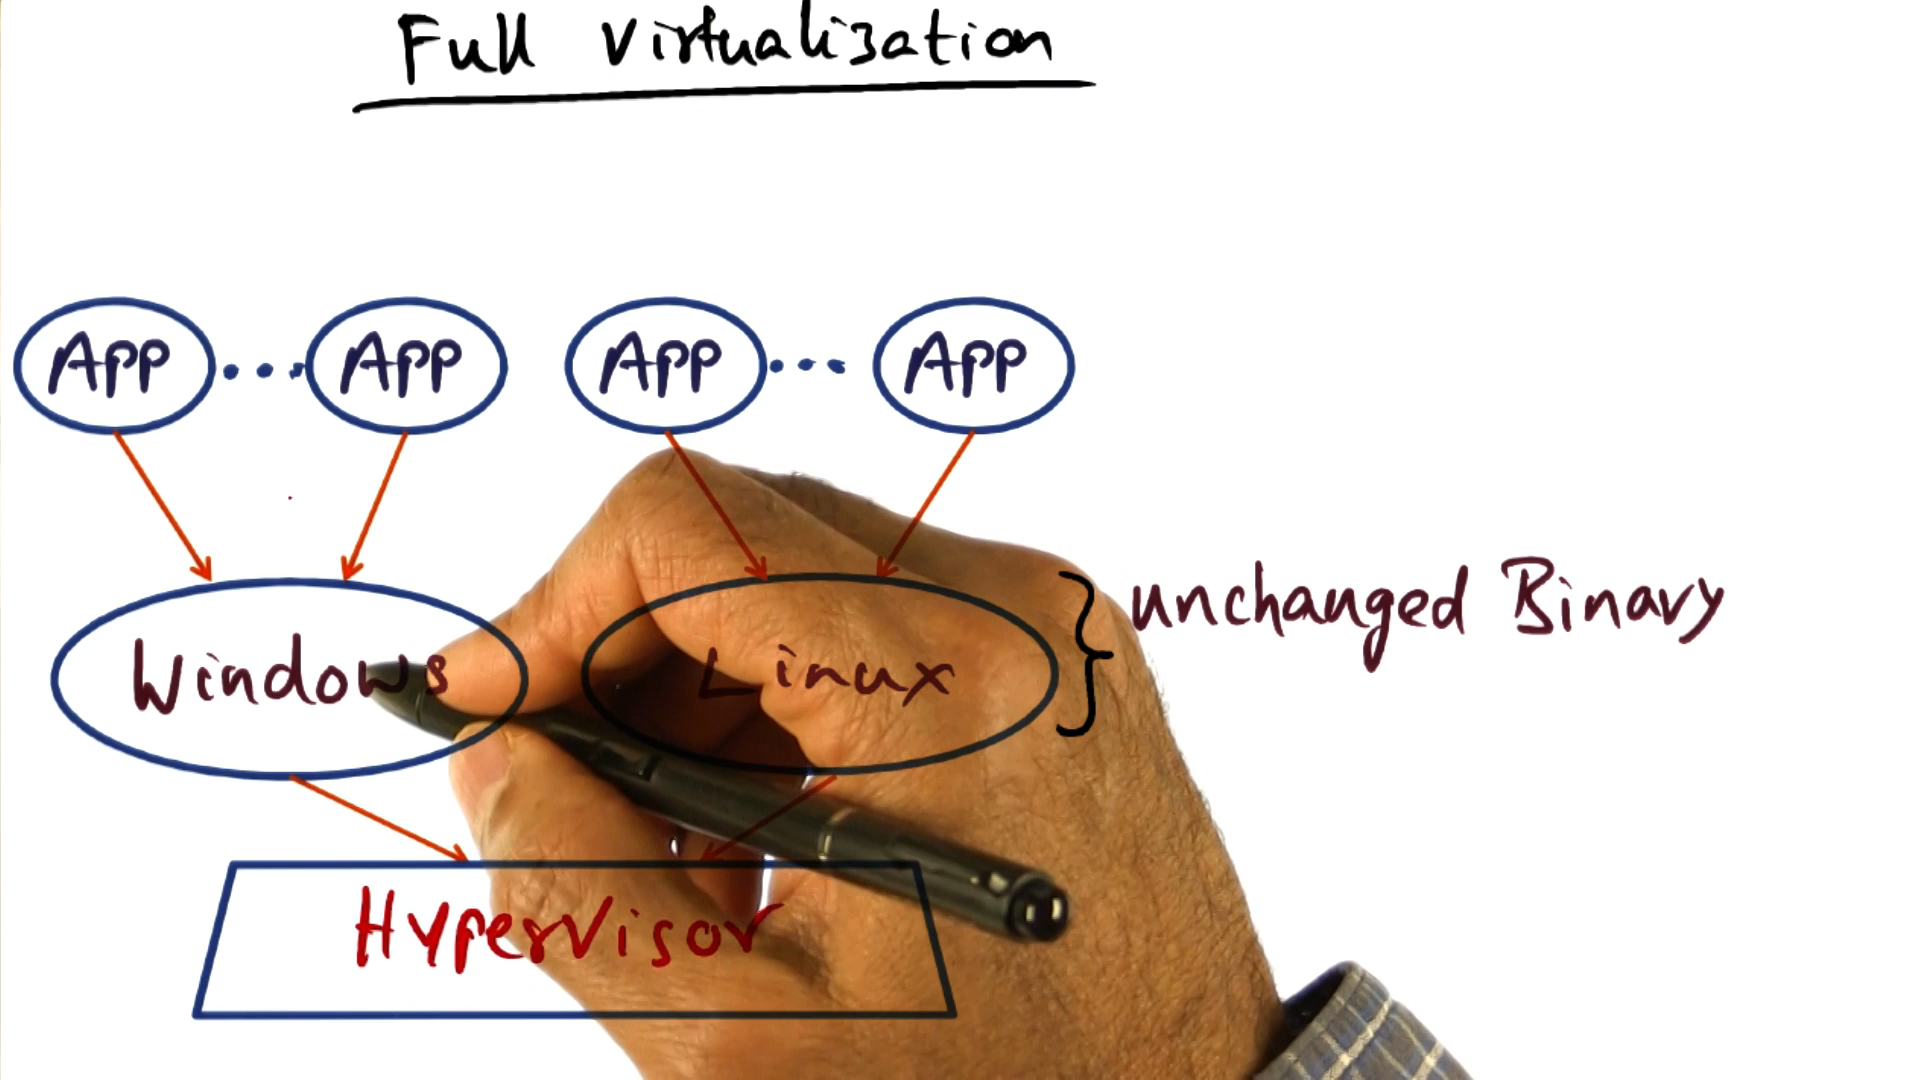 Full Virtualization
App ... App App ... App
Windows Linux } unchanged Binary
Hypervisor